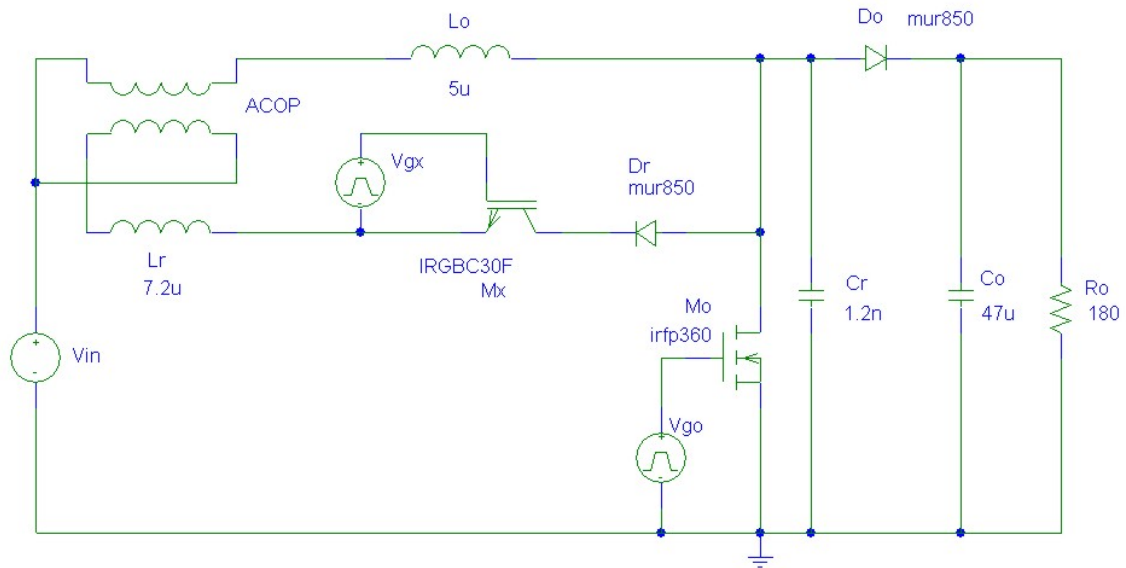 Do mur850
Lo
5u
ACOP
Vgx
Dr
mur850
Lr
7.2u
IRGBC30F
Mx
Cr
1.2n
Co
47u
Ro
180
Mo
irfp360
Vin
Vgo